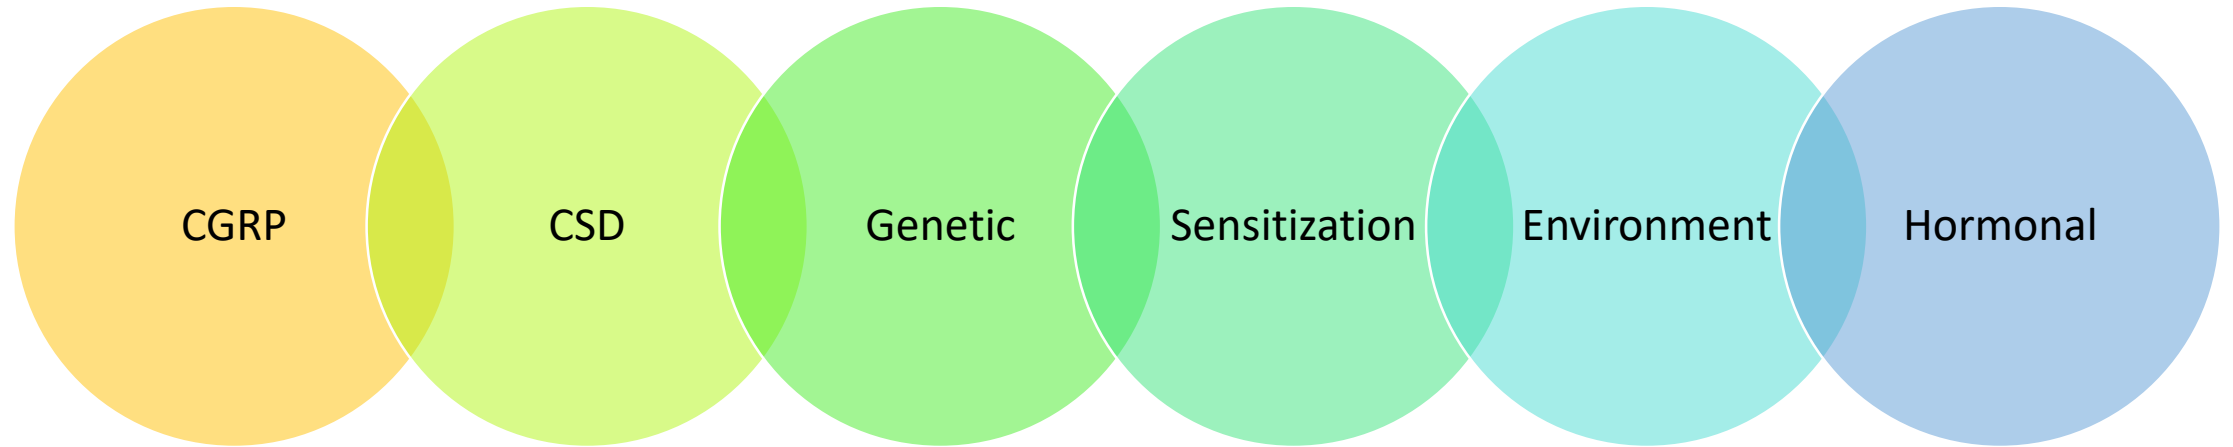 CGRP
CSD
Genetic
Sensitization
Environment
Hormonal